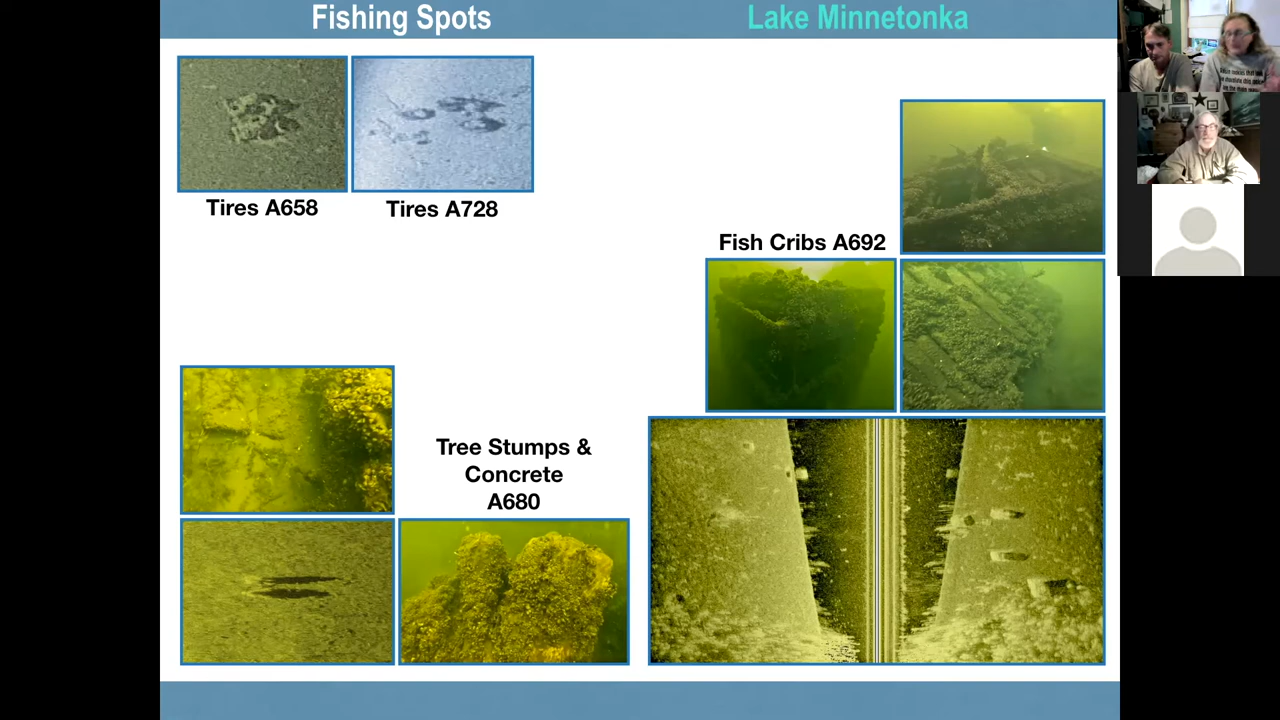 Fishing Spots
Lake Minnetonka
Tires A658
Tires A728
Fish Cribs A692
Tree Stumps &
Concrete
A680